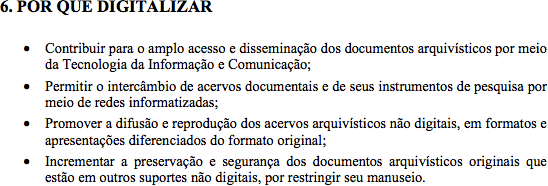 6. POR QUE DIGITALIZAR
• Contribuir para o amplo acesso e disseminação dos documentos arquivísticos por meio
da Tecnologia da Informação e Comunicação;
• Permitir o intercâmbio de acervos documentais e de seus instrumentos de pesquisa por
meio de redes informatizadas;
• Promover a difusão e reprodução dos acervos arquivísticos não digitais, em formatos e
apresentações diferenciados do formato original;
• Incrementar a preservação e segurança dos documentos arquivísticos originais que
estão em outros suportes não digitais, por restringir seu manuseio.